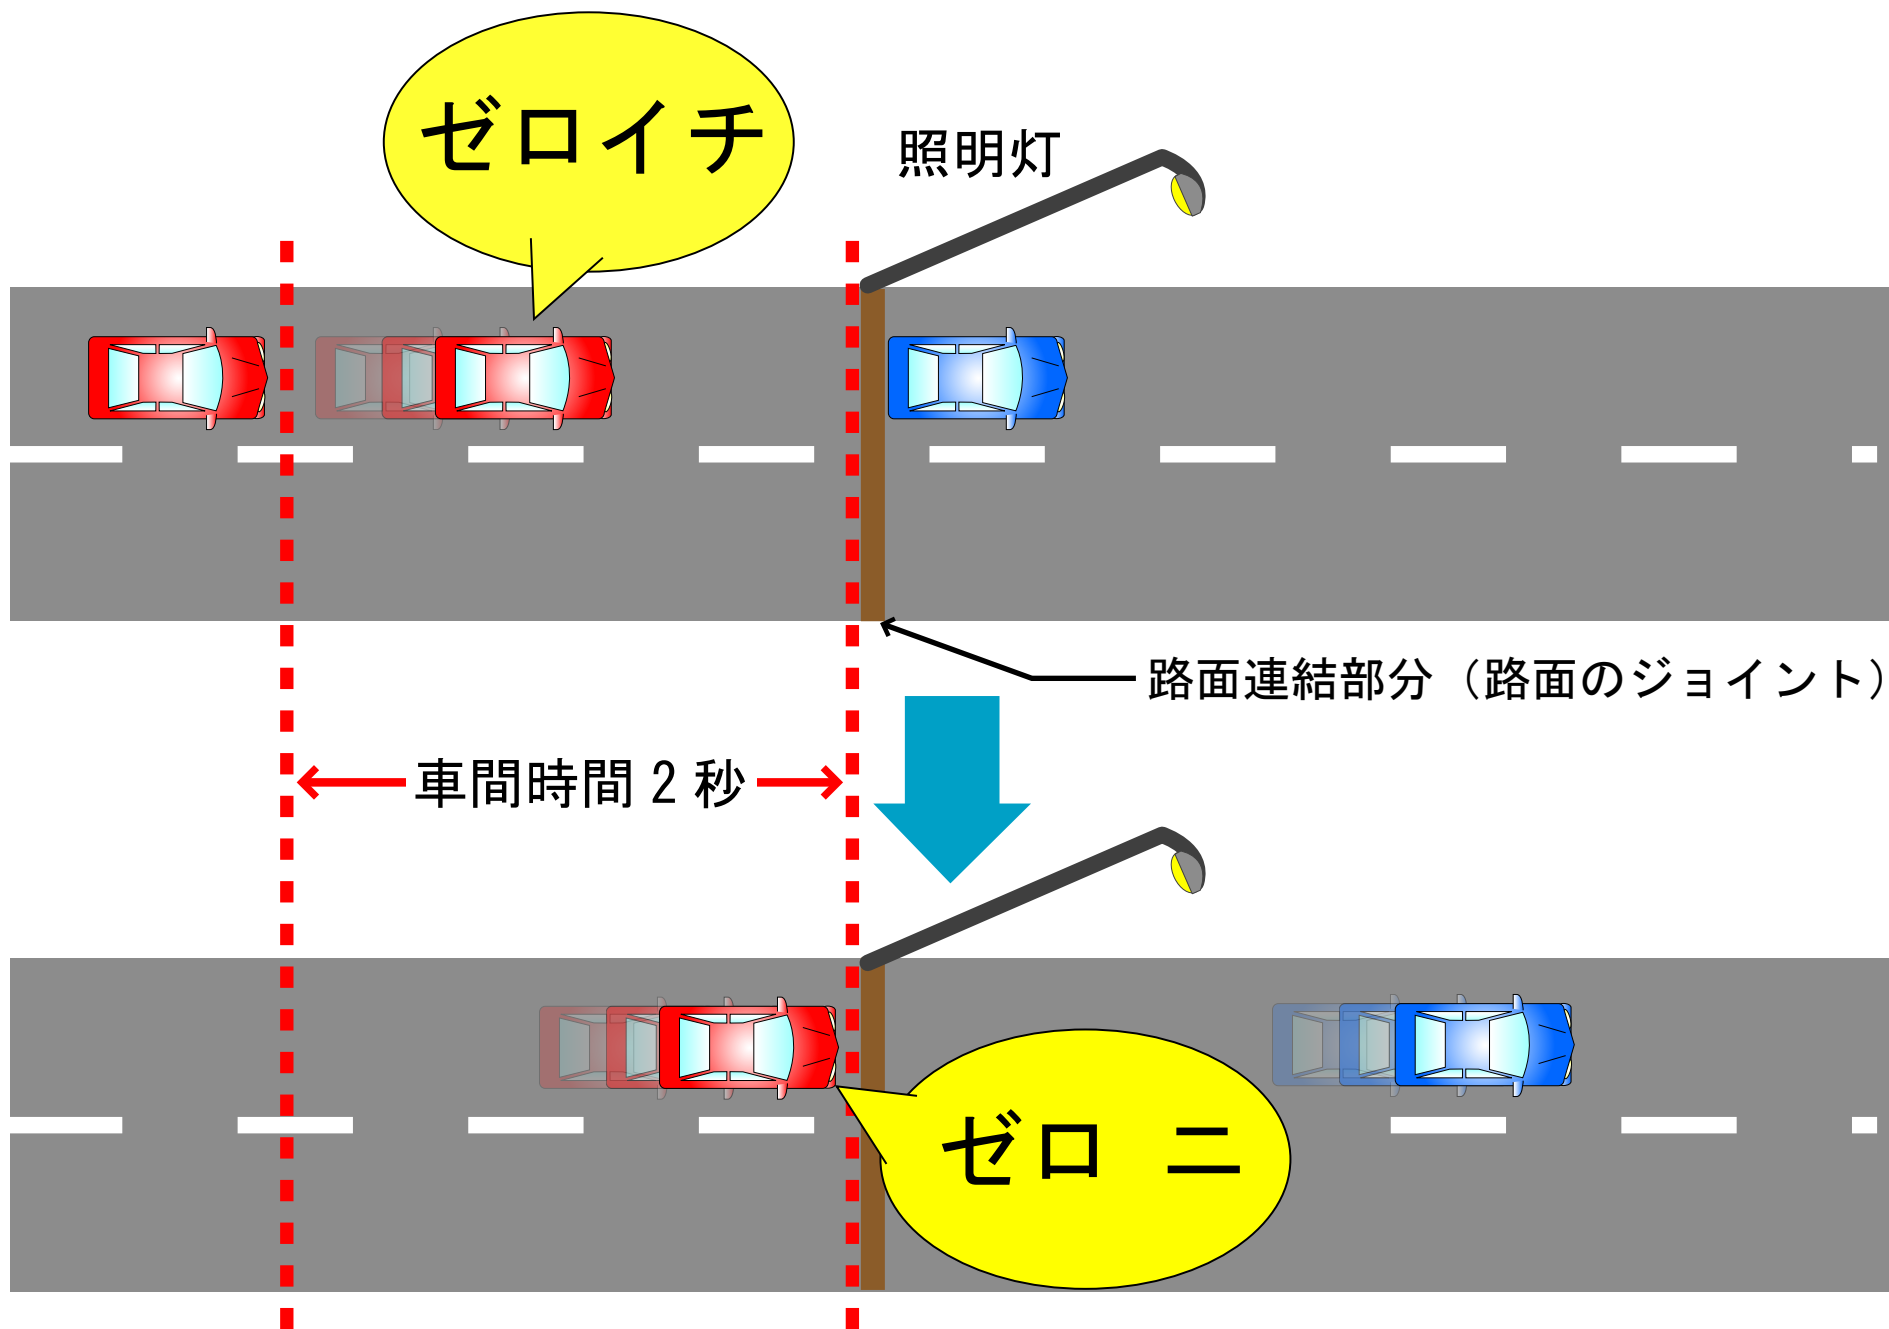 ゼロイチ
照明灯
路面連結部分（路面のジョイント）
車間時間２秒
ゼロ　ニ